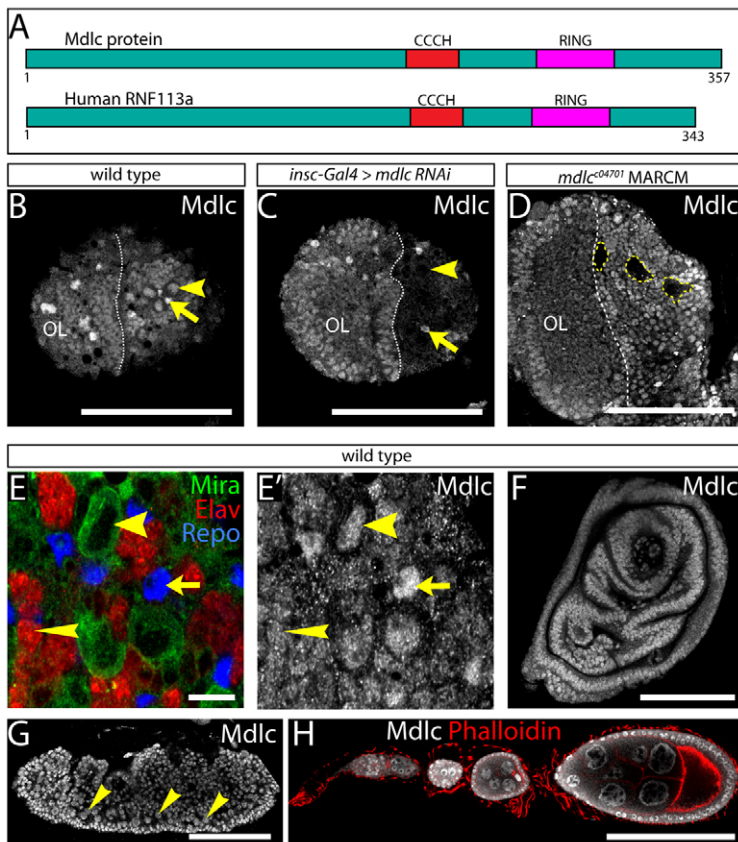 A
Mdlc protein
CCCH
RING
1
357
Human RNF113a
CCCH
RING
1
343
wild type
insc-Gal4 > mdlc RNAi
mdlc^c04701 MARCM
B
Mdlc
OL
C
Mdlc
OL
D
Mdlc
OL
wild type
E
Mira
Elav
Repo
E'
Mdlc
F
Mdlc
G
Mdlc
H
Mdlc Phalloidin